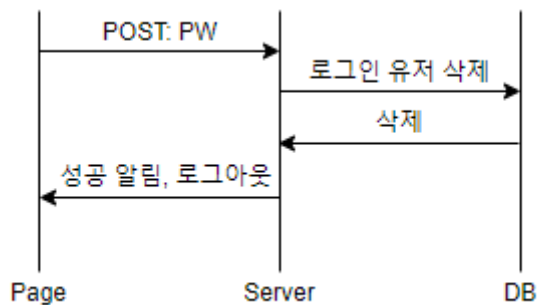 POST: PW
로그인 유저 삭제
삭제
성공 알림, 로그아웃
Page
Server
DB